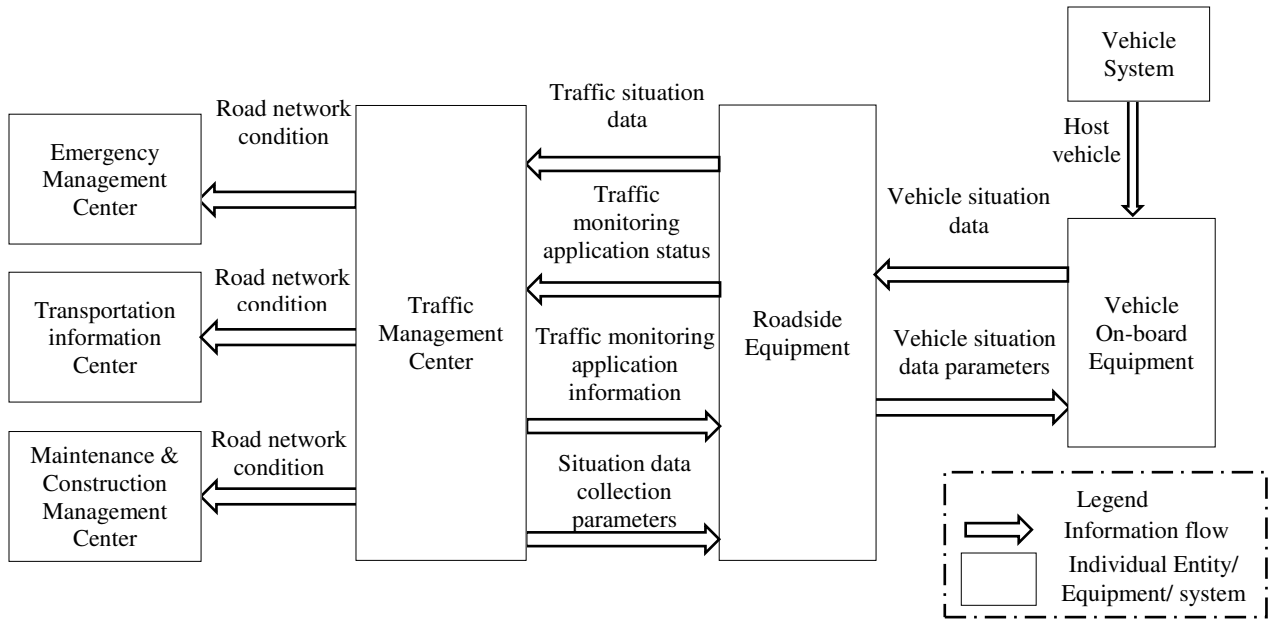 Emergency
Management
Center
Transportation
information
Center
Maintenance &
Construction
Management
Center
Road network
condition
Road network
condition
Road network
condition
Traffic
Management
Center
Traffic situation
data
Traffic
monitoring
application status
Traffic monitoring
application
information
Situation data
collection
parameters
Roadside
Equipment
Vehicle situation
data
Vehicle situation
data parameters
Vehicle
System
Host
vehicle
Vehicle
On-board
Equipment
Legend
Information flow
Individual Entity/
Equipment/ system